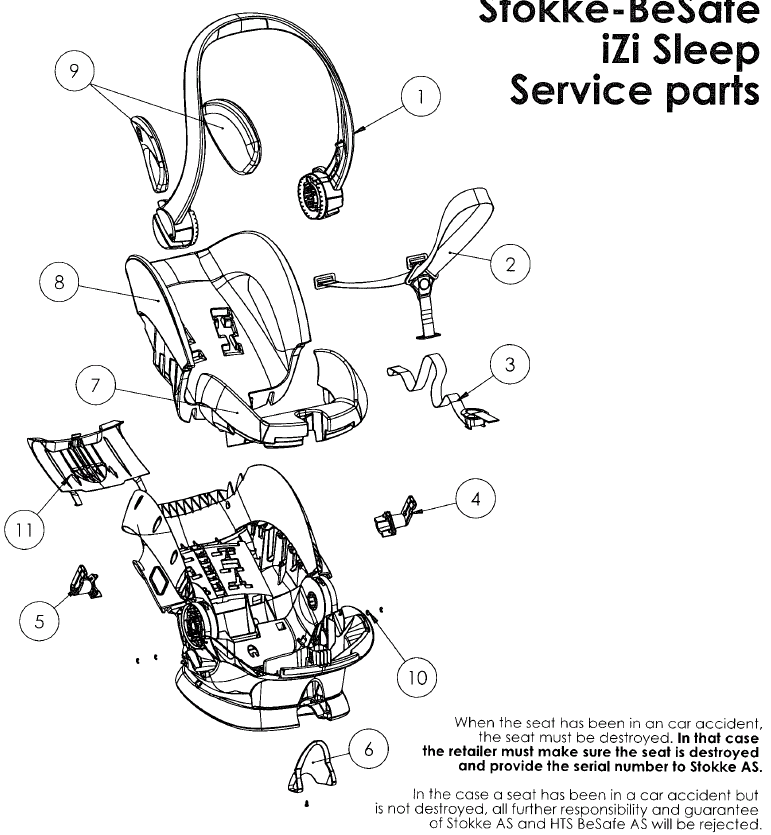 Stokke-BeSafe
iZi Sleep
Service parts
9
1
2
8
3
7
4
11
5
10
6
When the seat has been in an car accident,
the seat must be destroyed. In that case
the retailer must make sure the seat is destroyed
and provide the serial number to Stokke AS.
In the case a seat has been in a car accident but
is not destroyed, all further responsibility and guarantee
of Stokke AS and HTS BeSafe AS will be rejected.